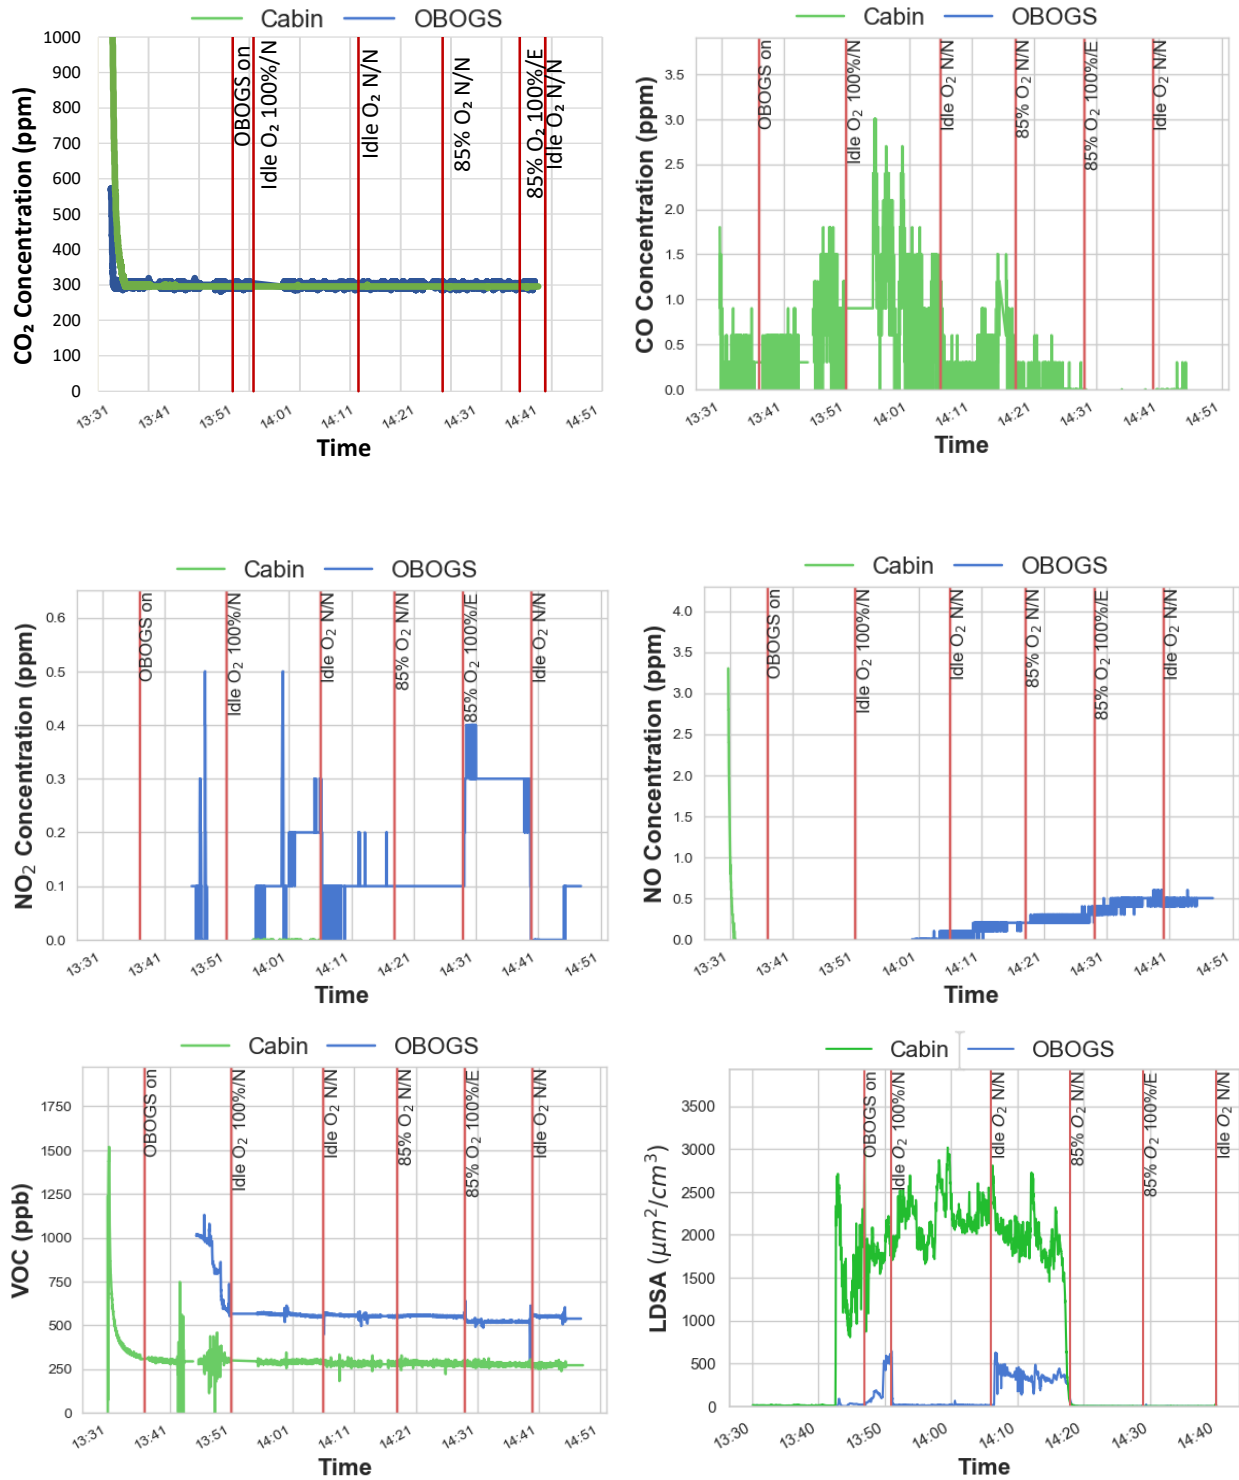 Cabin OBOGS
CO₂ Concentration (ppm)
1000
900
800
700
600
500
400
300
200
100
0
OBOGS on
Idle O₂ 100%/N
Idle O₂ N/N
85% O₂ N/N
85% O₂ 100%/E
Idle O₂ N/N
13:31 13:41 13:51 14:01 14:11 14:21 14:31 14:41 14:51
Time
Cabin OBOGS
CO Concentration (ppm)
3.5
3.0
2.5
2.0
1.5
1.0
0.5
0.0
OBOGS on
Idle O₂ 100%/N
Idle O₂ N/N
85% O₂ N/N
85% O₂ 100%/E
Idle O₂ N/N
13:31 13:41 13:51 14:01 14:11 14:21 14:31 14:41 14:51
Time
Cabin OBOGS
NO₂ Concentration (ppm)
0.6
0.5
0.4
0.3
0.2
0.1
0.0
OBOGS on
Idle O₂ 100%/N
Idle O₂ N/N
85% O₂ N/N
85% O₂ 100%/E
Idle O₂ N/N
13:31 13:41 13:51 14:01 14:11 14:21 14:31 14:41 14:51
Time
Cabin OBOGS
NO Concentration (ppm)
4.0
3.5
3.0
2.5
2.0
1.5
1.0
0.5
0.0
OBOGS on
Idle O₂ 100%/N
Idle O₂ N/N
85% O₂ N/N
85% O₂ 100%/E
Idle O₂ N/N
13:31 13:41 13:51 14:01 14:11 14:21 14:31 14:41 14:51
Time
Cabin OBOGS
VOC (ppb)
1750
1500
1250
1000
750
500
250
0
OBOGS on
Idle O₂ 100%/N
Idle O₂ N/N
85% O₂ N/N
85% O₂ 100%/E
Idle O₂ N/N
13:31 13:41 13:51 14:01 14:11 14:21 14:31 14:41 14:51
Time
Cabin OBOGS
LDSA (μm²/cm³)
3500
3000
2500
2000
1500
1000
500
0
OBOGS on
Idle O₂ 100%/N
Idle O₂ N/N
85% O₂ N/N
85% O₂ 100%/E
Idle O₂ N/N
13:30 13:40 13:50 14:00 14:10 14:20 14:30 14:40
Time